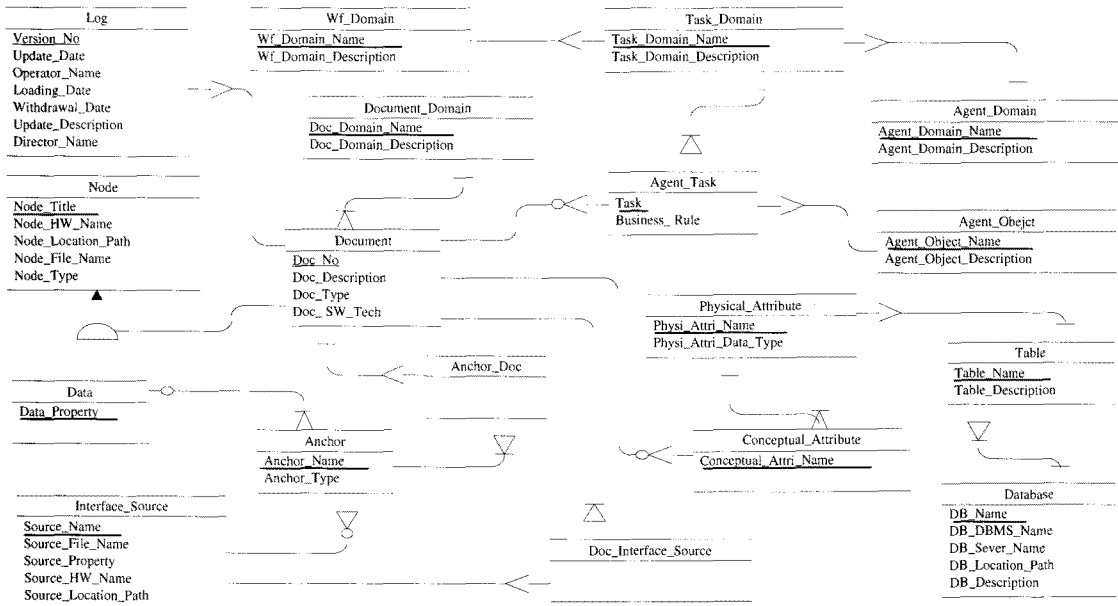 Log
Version_No
Update_Date
Operator_Name
Loading_Date
Withdrawal_Date
Update_Description
Director_Name
Wf_Domain
Wf_Domain_Name
Wf_Domain_Description
Task_Domain
Task_Domain_Name
Task_Domain_Description
Document_Domain
Doc_Domain_Name
Doc_Domain_Description
Agent_Domain
Agent_Domain_Name
Agent_Domain_Description
Node
Node_Title
Node_HW_Name
Node_Location_Path
Node_File_Name
Node_Type
Agent_Task
Task
Business_ Rule
Agent_Obejct
Agent_Object_Name
Agent_Object_Description
Document
Doc_No
Doc_Description
Doc_Type
Doc_ SW_Tech
Physical_Attribute
Physi_Attri_Name
Physi_Attri_Data_Type
Table
Table_Name
Table_Description
Anchor_Doc
Data
Data_Property
Anchor
Anchor_Name
Anchor_Type
Conceptual_Attribute
Conceptual_Attri_Name
Interface_Source
Source_Name
Source_File_Name
Source_Property
Source_HW_Name
Source_Location_Path
Doc_Interface_Source
Database
DB_Name
DB_DBMS_Name
DB_Sever_Name
DB_Location_Path
DB_Description